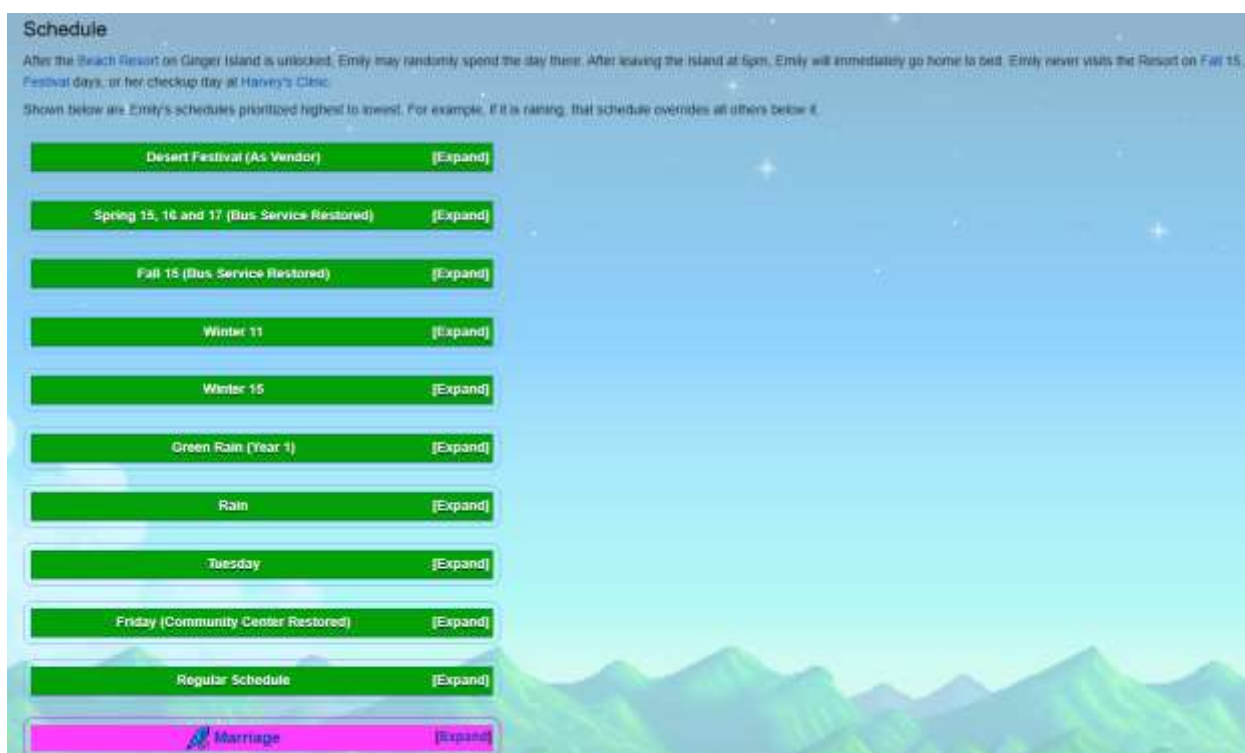 Schedule
After the Beach Resort on Ginger Island is unlocked, Emily may randomly spend the day there. After leaving the Island at 6pm, Emily will immediately go home to bed. Emily never visits the Resort on Fall 15,
Festival days, or her checkup day at Harvey's Clinic.
Shown below are Emily's schedules prioritized highest to lowest. For example, if it is raining, that schedule overrides all others below it.
Desert Festival (As Vendor) [Expand]
Spring 15, 16 and 17 (Bus Service Restored) [Expand]
Fall 15 (Bus Service Restored) [Expand]
Winter 11 [Expand]
Winter 15 [Expand]
Green Rain (Year 1) [Expand]
Rain [Expand]
Tuesday [Expand]
Friday (Community Center Restored) [Expand]
Regular Schedule [Expand]
Marriage [Expand]